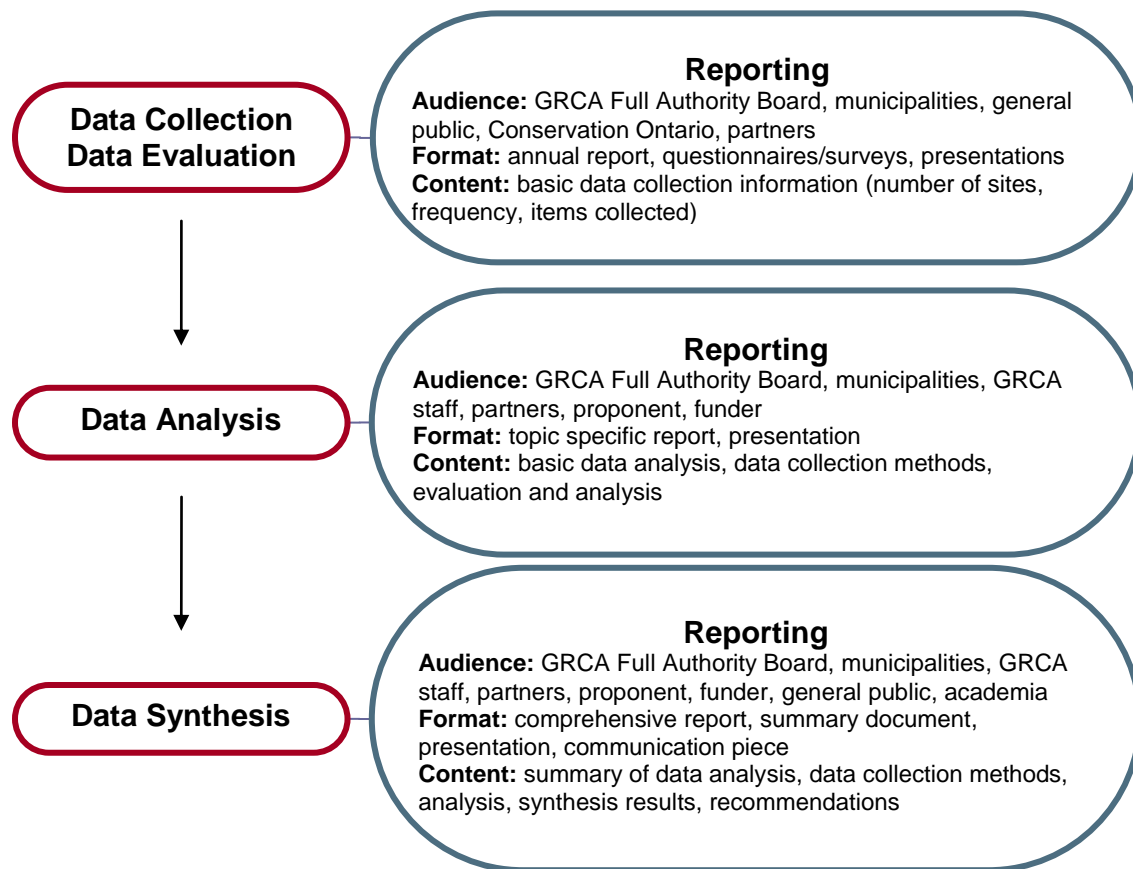 Data Collection
Data Evaluation
Reporting
Audience: GRCA Full Authority Board, municipalities, general
public, Conservation Ontario, partners
Format: annual report, questionnaires/surveys, presentations
Content: basic data collection information (number of sites,
frequency, items collected)
Data Analysis
Reporting
Audience: GRCA Full Authority Board, municipalities, GRCA
staff, partners, proponent, funder
Format: topic specific report, presentation
Content: basic data analysis, data collection methods,
evaluation and analysis
Data Synthesis
Reporting
Audience: GRCA Full Authority Board, municipalities, GRCA
staff, partners, proponent, funder, general public, academia
Format: comprehensive report, summary document,
presentation, communication piece
Content: summary of data analysis, data collection methods,
analysis, synthesis results, recommendations